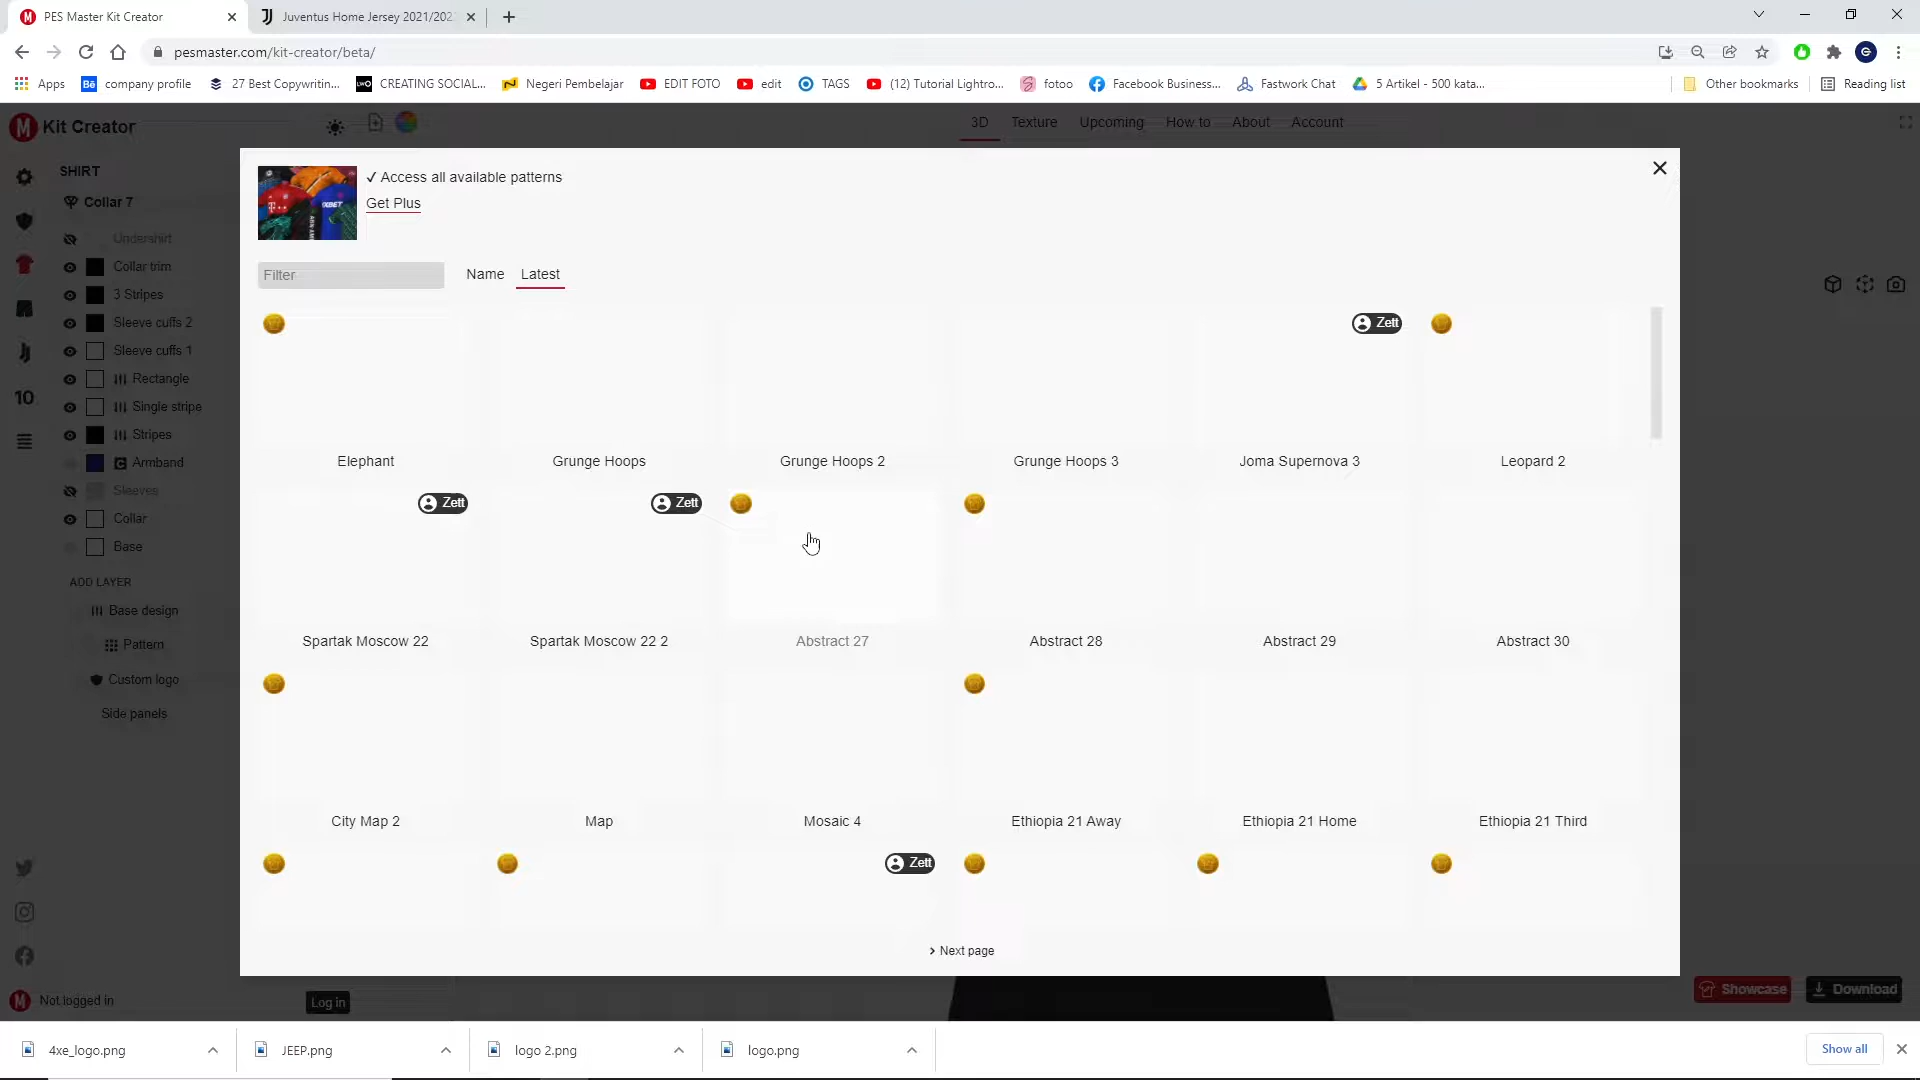 PES Master Kit Creator
Juventus Home Jersey 2021/202
pesmaster.com/kit-creator/beta/
Apps
company profile
27 Best Copywritin...
CREATING SOCIAL...
Negeri Pembelajar
EDIT FOTO
edit
TAGS
(12) Tutorial Lightro...
fotoo
Facebook Business...
Fastwork Chat
5 Artikel - 500 kata...
Other bookmarks
Reading list
Kit Creator
3D
Texture
Upcoming
How to
About
Account
SHIRT
Collar 7
Undershirt
Collar trim
3 Stripes
Sleeve cuffs 2
Sleeve cuffs 1
Rectangle
Single stripe
Stripes
Armband
Sleeves
Collar
Base
ADD LAYER
Base design
Pattern
Custom logo
Side panels
10
Not logged in
Log in
✓ Access all available patterns
Get Plus
Filter
Name
Latest
Zett
Elephant
Grunge Hoops
Grunge Hoops 2
Grunge Hoops 3
Joma Supernova 3
Leopard 2
Zett
Zett
Spartak Moscow 22
Spartak Moscow 22 2
Abstract 27
Abstract 28
Abstract 29
Abstract 30
City Map 2
Map
Mosaic 4
Ethiopia 21 Away
Ethiopia 21 Home
Ethiopia 21 Third
Zett
Next page
Showcase
Download
4xe_logo.png
JEEP.png
logo 2.png
logo.png
Show all